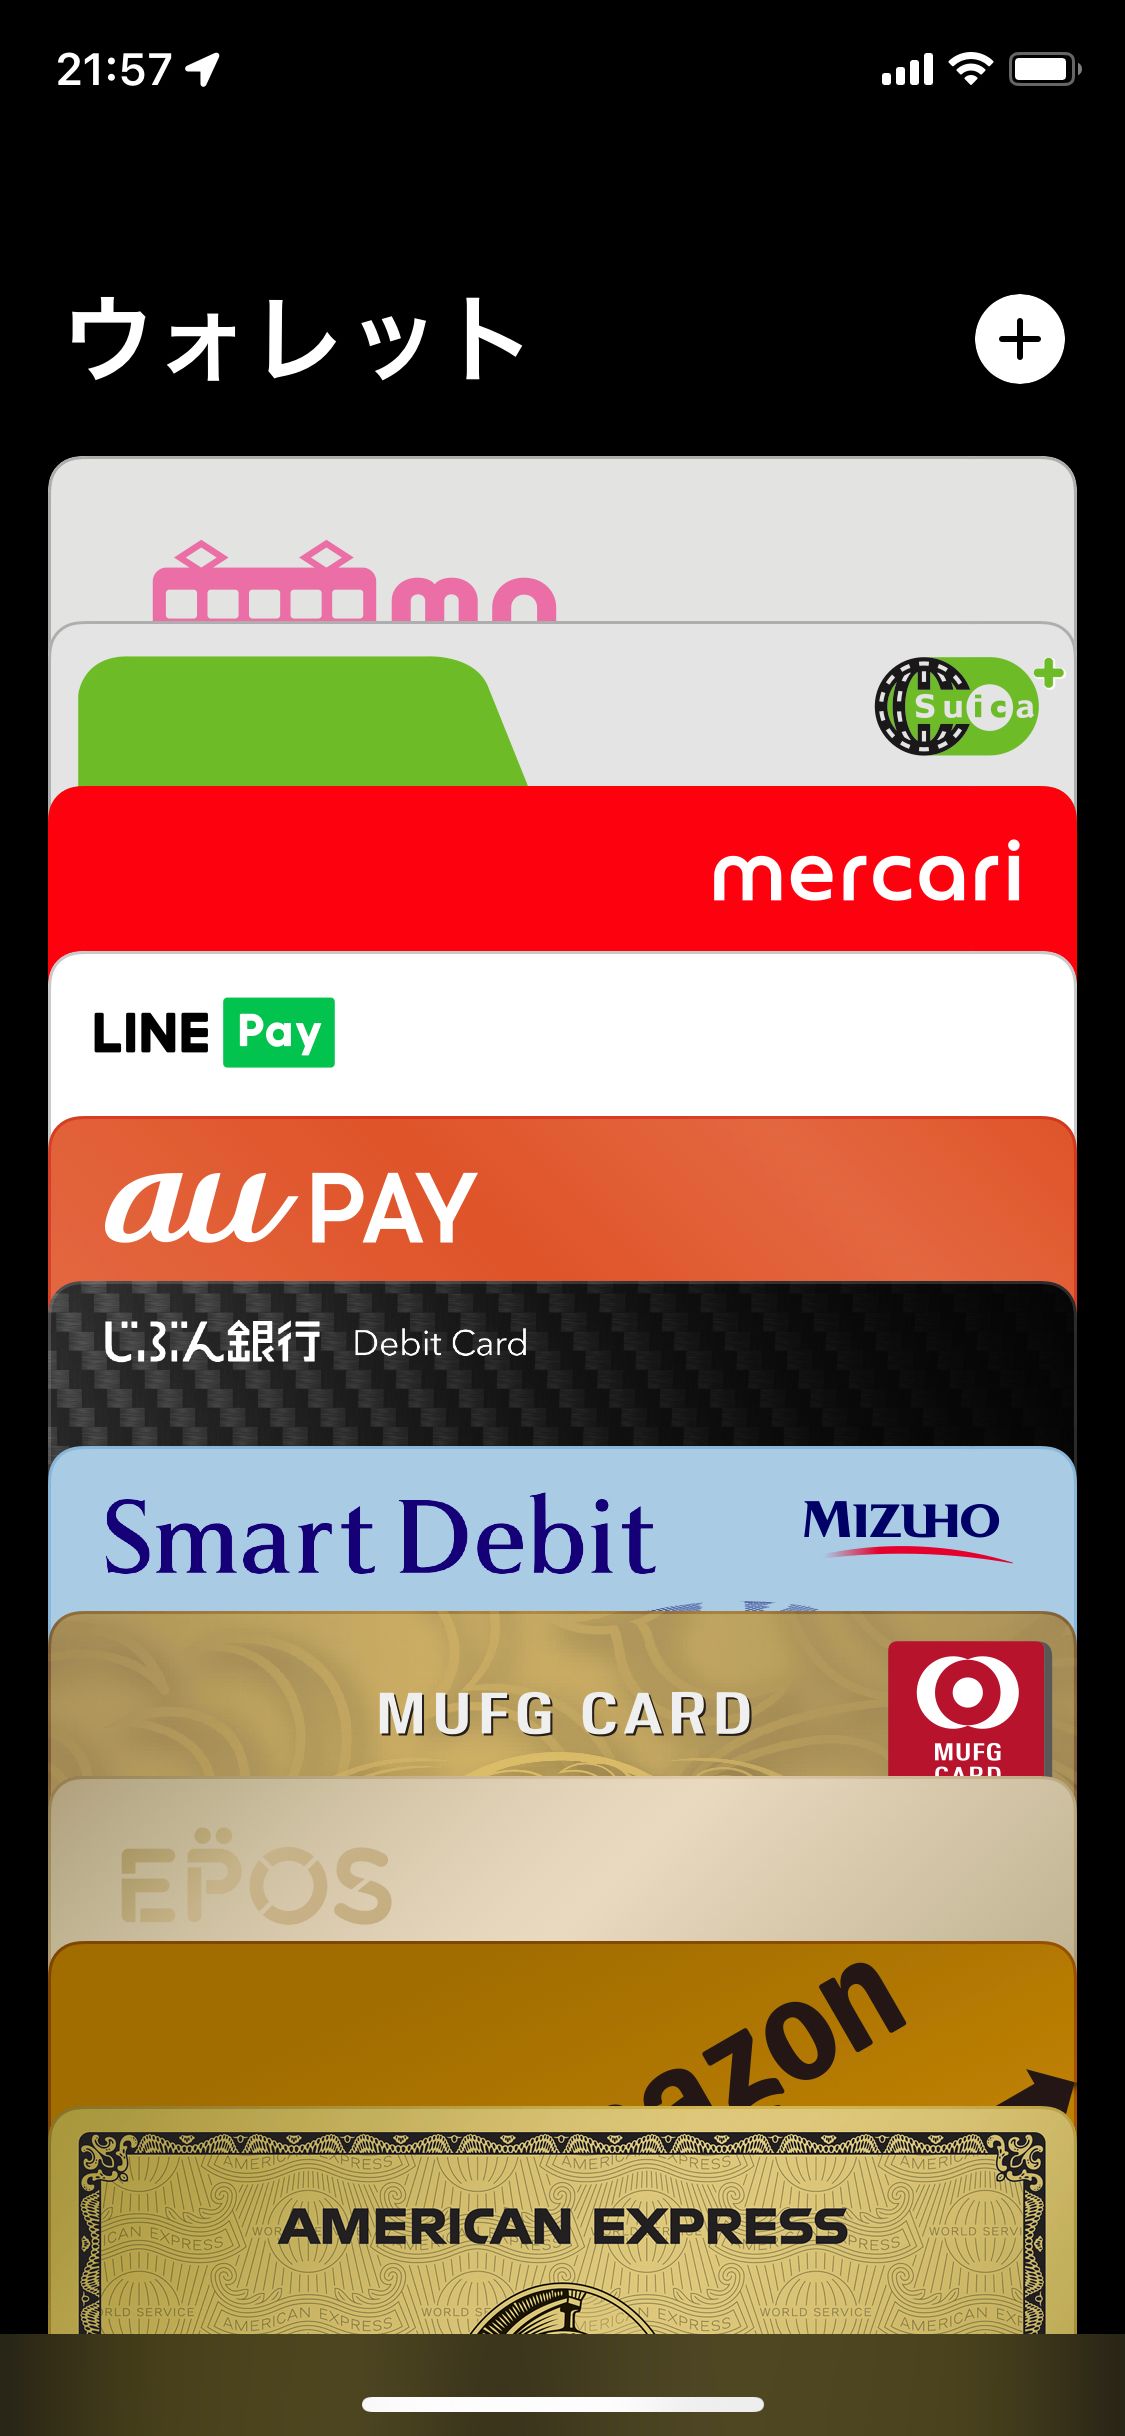 21:57
ウォレット
mo
Suica
mercari
LINE Pay
au PAY
じぶん銀行 Debit Card
Smart Debit MIZUHO
MUFG CARD
MUFG
CARD
EPOS
azon
AMERICAN EXPRESS